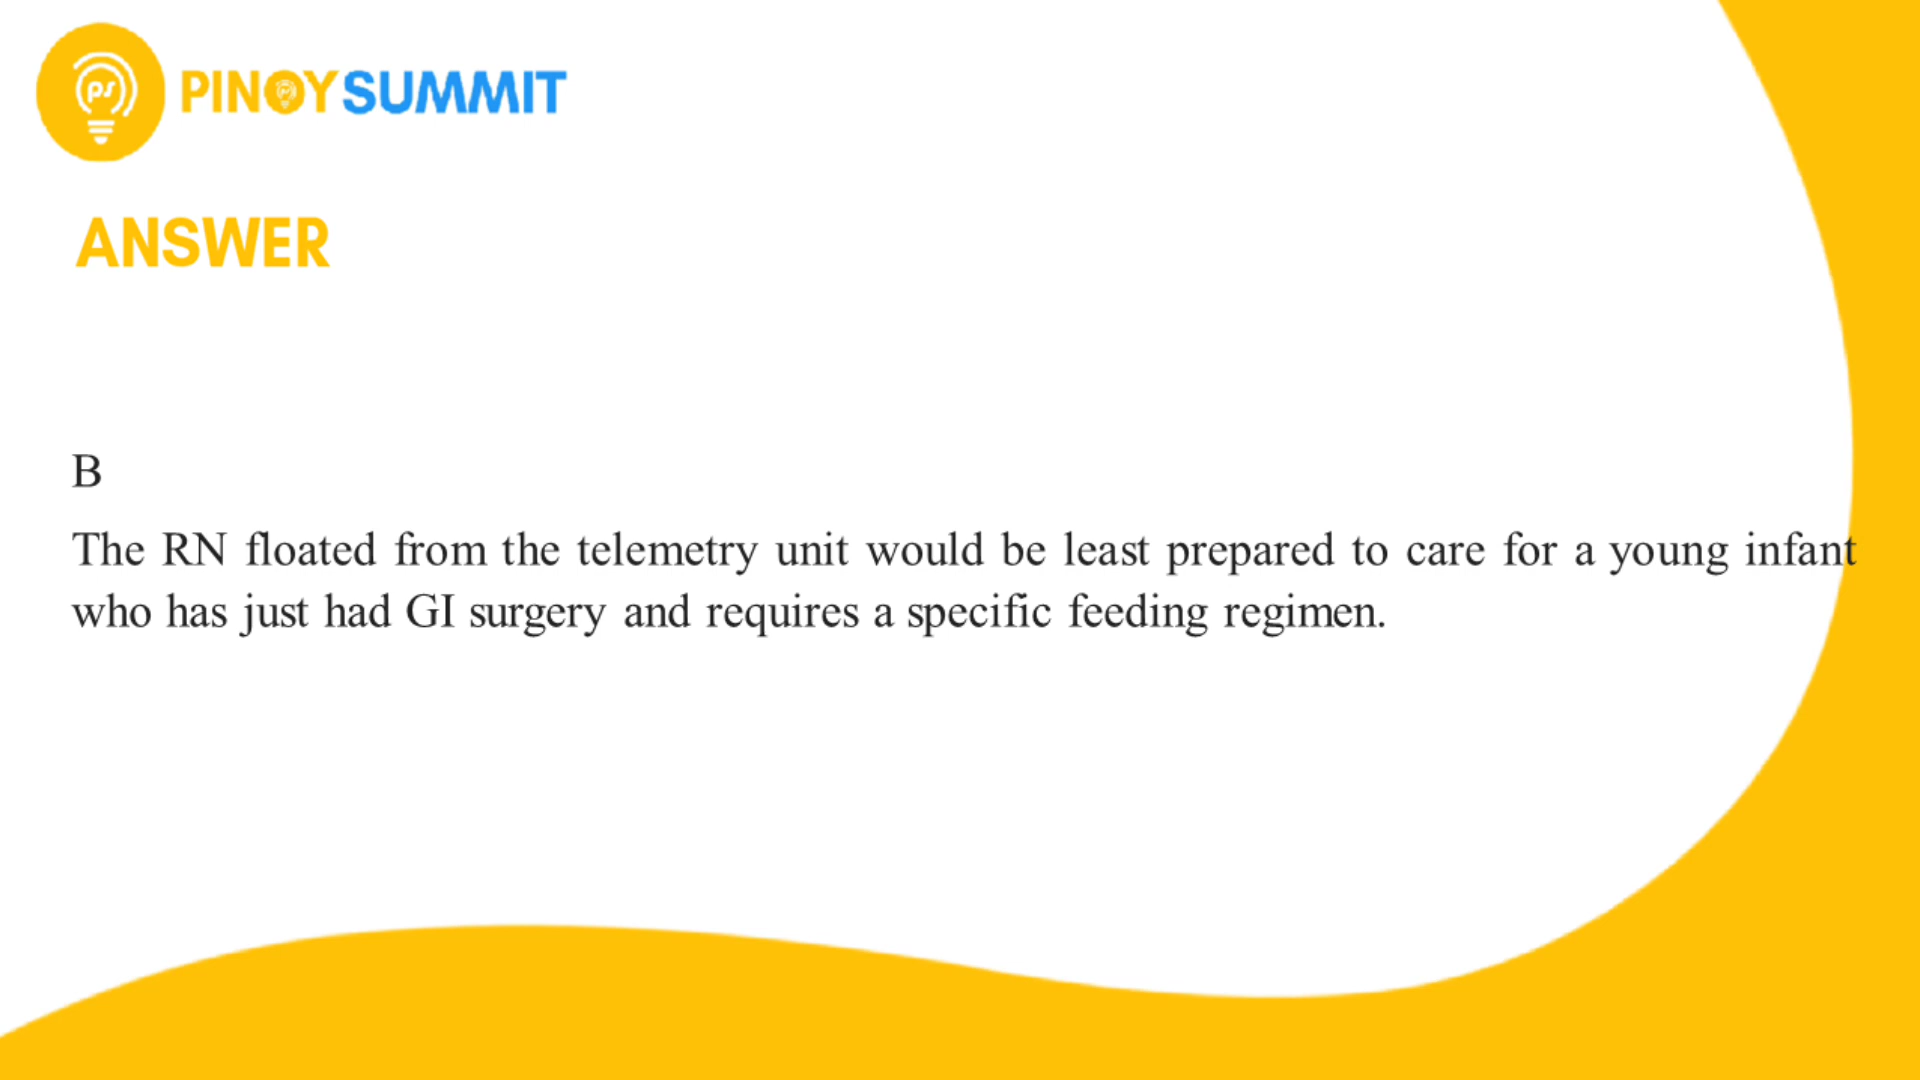 PINOYSUMMIT
ANSWER
B
The RN floated from the telemetry unit would be least prepared to care for a young infant
who has just had GI surgery and requires a specific feeding regimen.